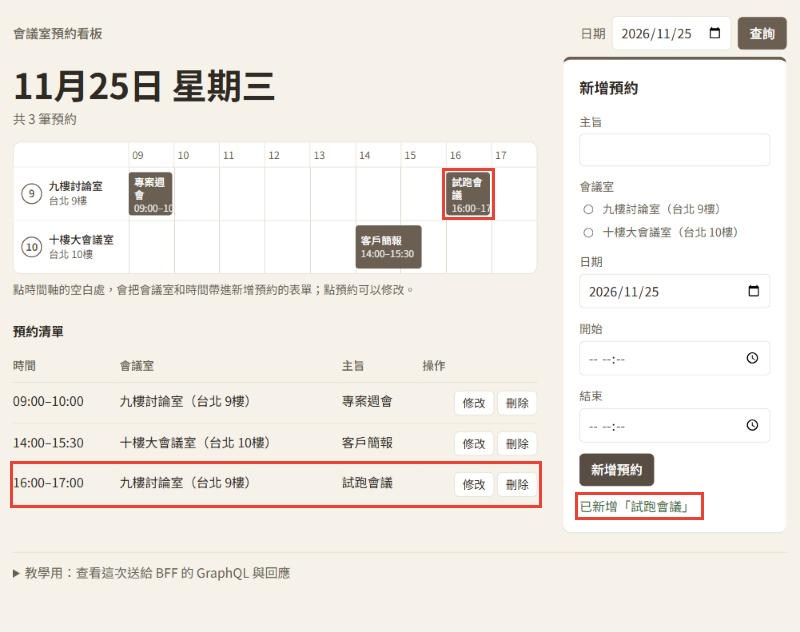 會議室預約看板
日期 2026/11/25 查詢
11月25日 星期三
共 3 筆預約
09 10 11 12 13 14 15 16 17
9 九樓討論室
台北 9樓
專案週會
09:00–10
試跑會議
16:00–17
10 十樓大會議室
台北 10樓
客戶簡報
14:00–15:30
點時間軸的空白處，會把會議室和時間帶進新增預約的表單；點預約可以修改。
預約清單
時間 會議室 主旨 操作
09:00–10:00 九樓討論室（台北 9樓） 專案週會 修改 刪除
14:00–15:30 十樓大會議室（台北 10樓） 客戶簡報 修改 刪除
16:00–17:00 九樓討論室（台北 9樓） 試跑會議 修改 刪除
新增預約
主旨
會議室
九樓討論室（台北 9樓）
十樓大會議室（台北 10樓）
日期
2026/11/25
開始
-- --:--
結束
-- --:--
新增預約
已新增「試跑會議」
▶ 教學用：查看這次送給 BFF 的 GraphQL 與回應